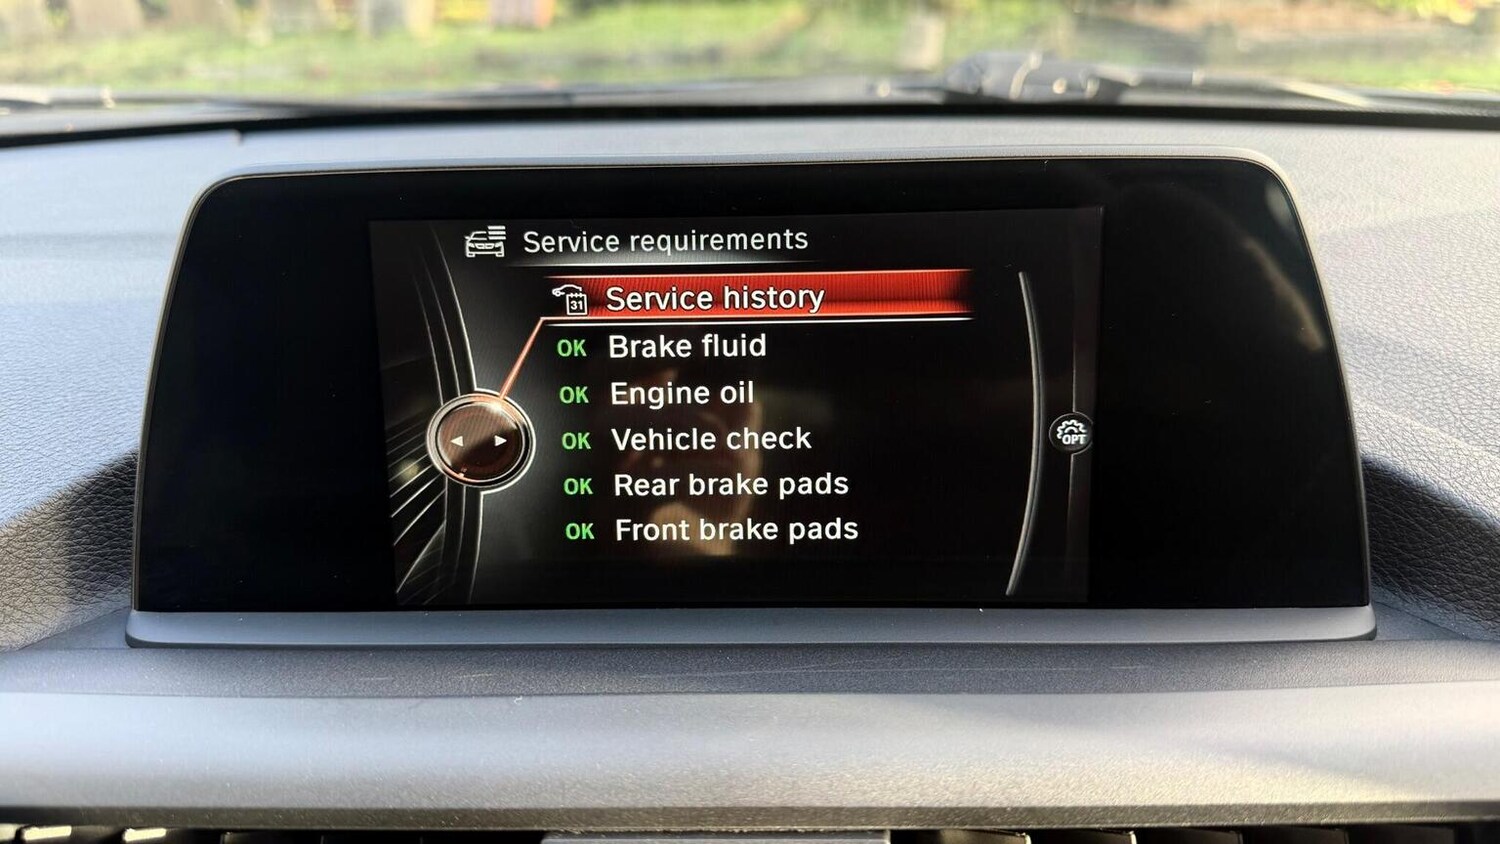 Service requirements
31 Service history
OK Brake fluid
OK Engine oil
OK Vehicle check
OK Rear brake pads
OK Front brake pads
OPT